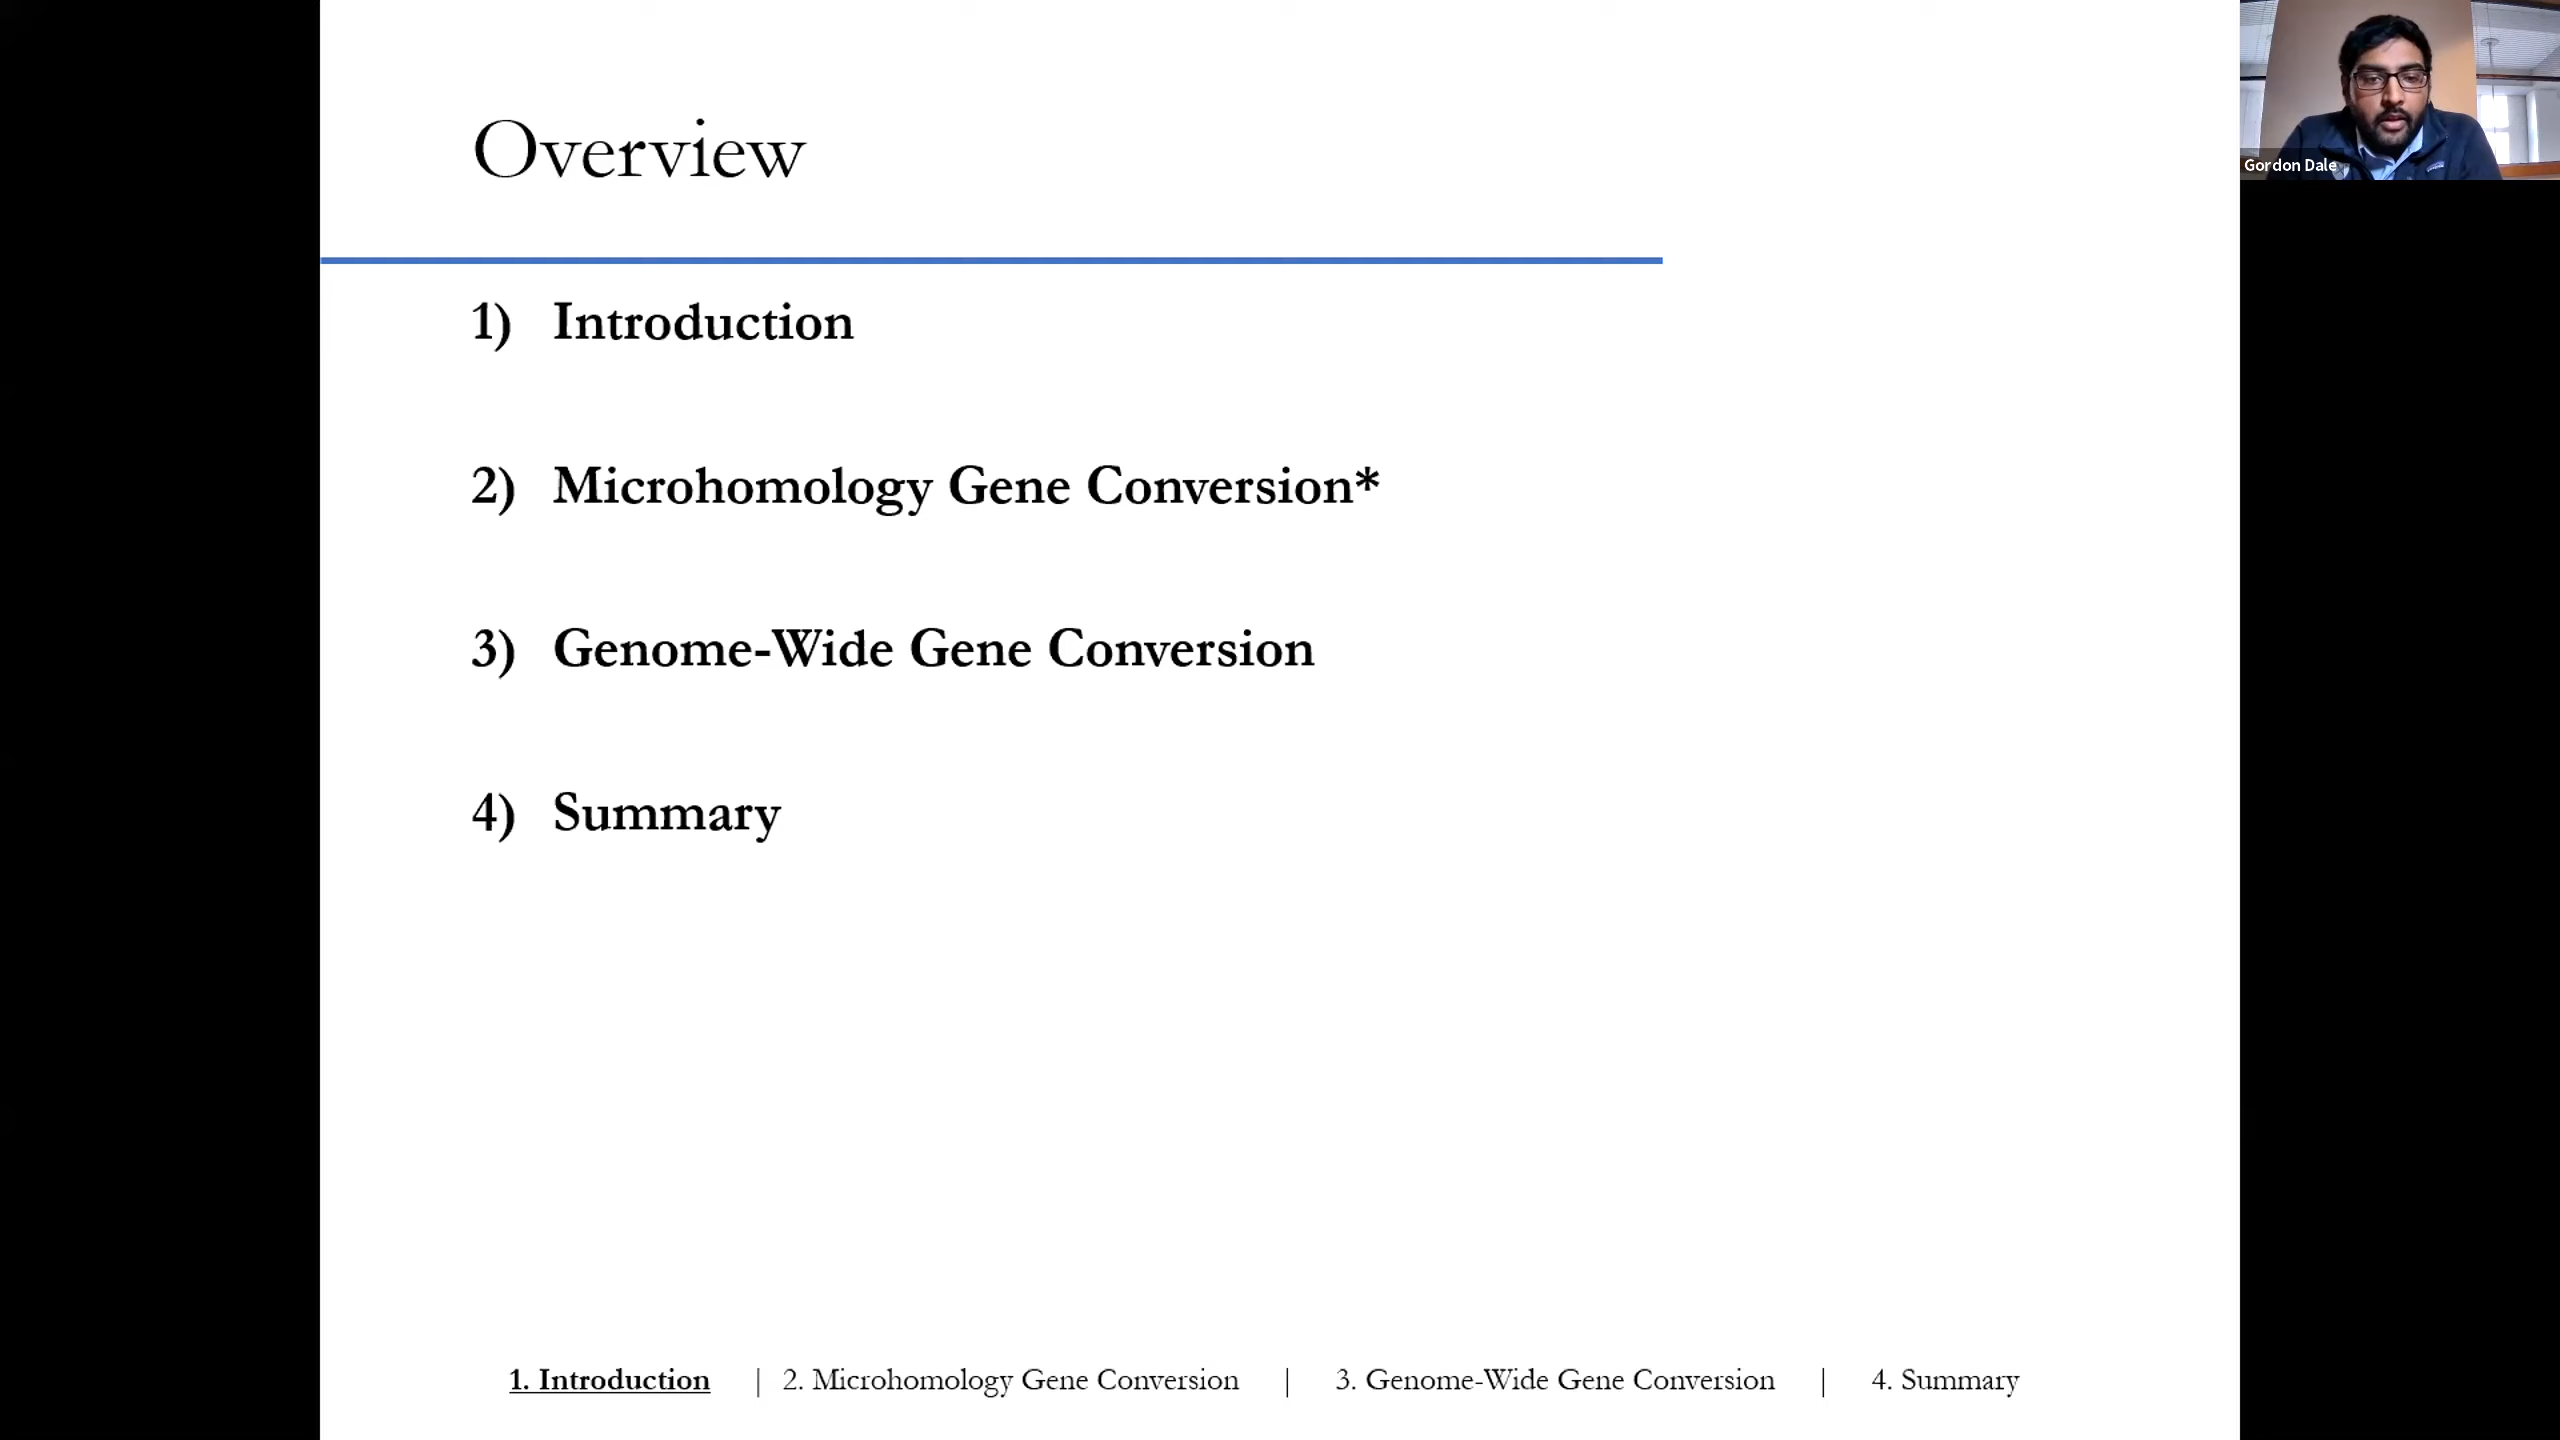 Overview
Gordon Dale
1) Introduction
2) Microhomology Gene Conversion*
3) Genome-Wide Gene Conversion
4) Summary
1. Introduction | 2. Microhomology Gene Conversion | 3. Genome-Wide Gene Conversion | 4. Summary